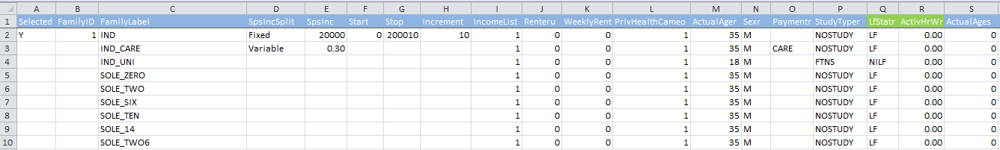 A B C D E F G H I J K L M N O P Q R S
1 Selected FamilyID FamilyLabel SpsIncSplit SpsInc Start Stop Increment IncomeList Renteru WeeklyRent PrivHealthCameo ActualAger Sexr Paymentr StudyTyper LfStatr ActivHrWr ActualAges
2 Y 1 IND Fixed 20000 0 200010 10 1 0 0 1 35 M NOSTUDY LF 0.00 0
3 IND_CARE Variable 0.30 1 0 0 1 35 M CARE NOSTUDY LF 0.00 0
4 IND_UNI 1 0 0 1 18 M FTNS NILF 0.00 0
5 SOLE_ZERO 1 0 0 1 35 M NOSTUDY LF 0.00 0
6 SOLE_TWO 1 0 0 1 35 M NOSTUDY LF 0.00 0
7 SOLE_SIX 1 0 0 1 35 M NOSTUDY LF 0.00 0
8 SOLE_TEN 1 0 0 1 35 M NOSTUDY LF 0.00 0
9 SOLE_14 1 0 0 1 35 M NOSTUDY LF 0.00 0
10 SOLE_TWO6 1 0 0 1 35 M NOSTUDY LF 0.00 0